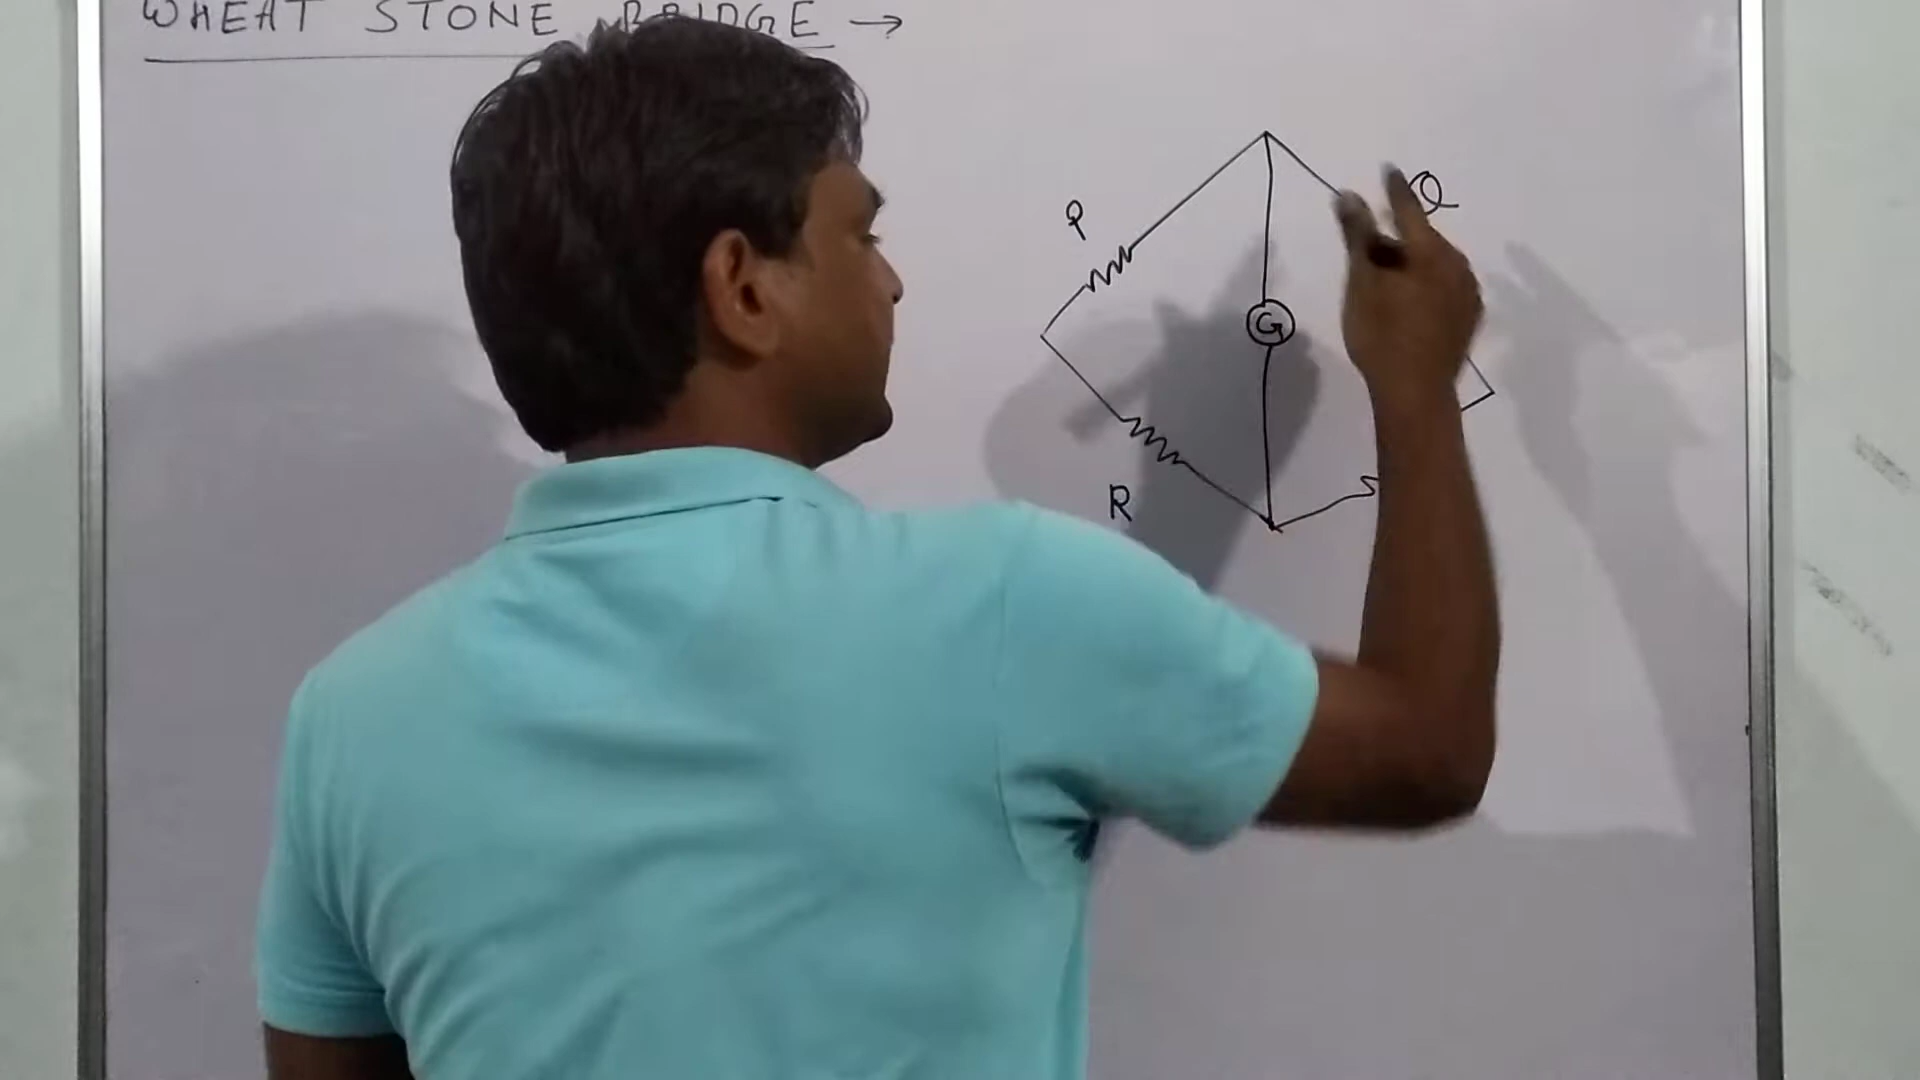 WHEAT STONE BRIDGE →
P
Q
G
R